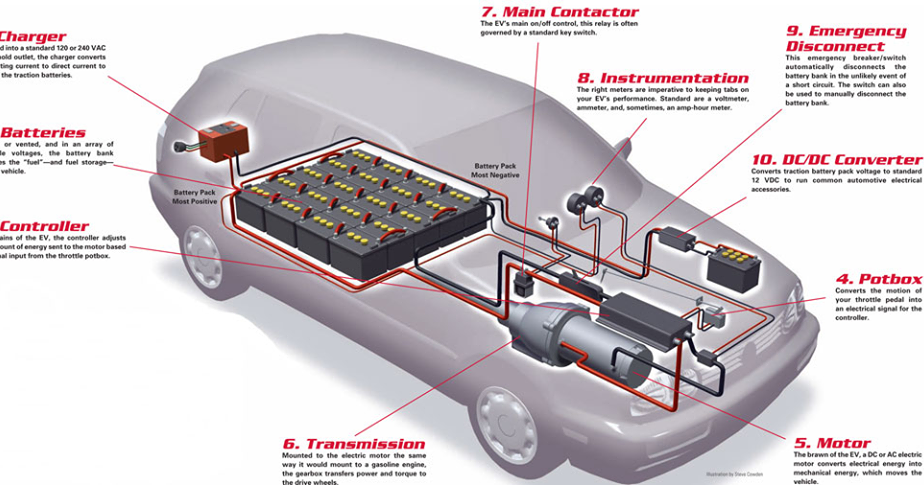 Charger
d into a standard 120 or 240 VAC
hold outlet, the charger converts
ting current to direct current to
the traction batteries.
Batteries
or vented, and in an array of
le voltages, the battery bank
es the “fuel”—and fuel storage—
vehicle.
Battery Pack
Most Positive
Controller
ains of the EV, the controller adjusts
ount of energy sent to the motor based
nal input from the throttle potbox.
7. Main Contactor
The EV's main on/off control, this relay is often
governed by a standard key switch.
8. Instrumentation
The right meters are imperative to keeping tabs on
your EV's performance. Standard are a voltmeter,
ammeter, and, sometimes, an amp-hour meter.
Battery Pack
Most Negative
9. Emergency
Disconnect
This emergency breaker/switch
automatically disconnects the
battery bank in the unlikely event of
a short circuit. The switch can also
be used to manually disconnect the
battery bank.
10. DC/DC Converter
Converts traction battery pack voltage to standard
12 VDC to run common automotive electrical
accessories.
4. Potbox
Converts the motion of
your throttle pedal into
an electrical signal for the
controller.
6. Transmission
Mounted to the electric motor the same
way it would mount to a gasoline engine,
the gearbox transfers power and torque to
the drive wheels.
5. Motor
The brawn of the EV, a DC or AC electric
motor converts electrical energy into
mechanical energy, which moves the
vehicle.
Illustration by Steve Cowden